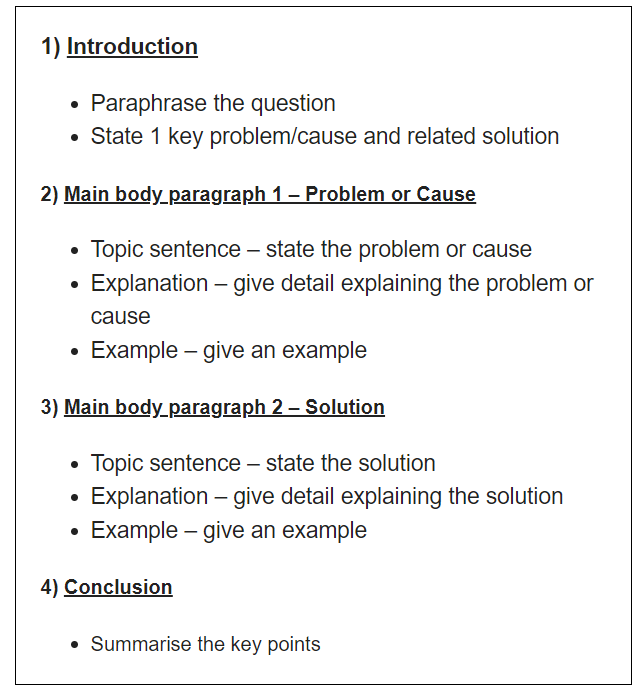 1) Introduction
• Paraphrase the question
• State 1 key problem/cause and related solution
2) Main body paragraph 1 – Problem or Cause
• Topic sentence – state the problem or cause
• Explanation – give detail explaining the problem or
cause
• Example – give an example
3) Main body paragraph 2 – Solution
• Topic sentence – state the solution
• Explanation – give detail explaining the solution
• Example – give an example
4) Conclusion
• Summarise the key points